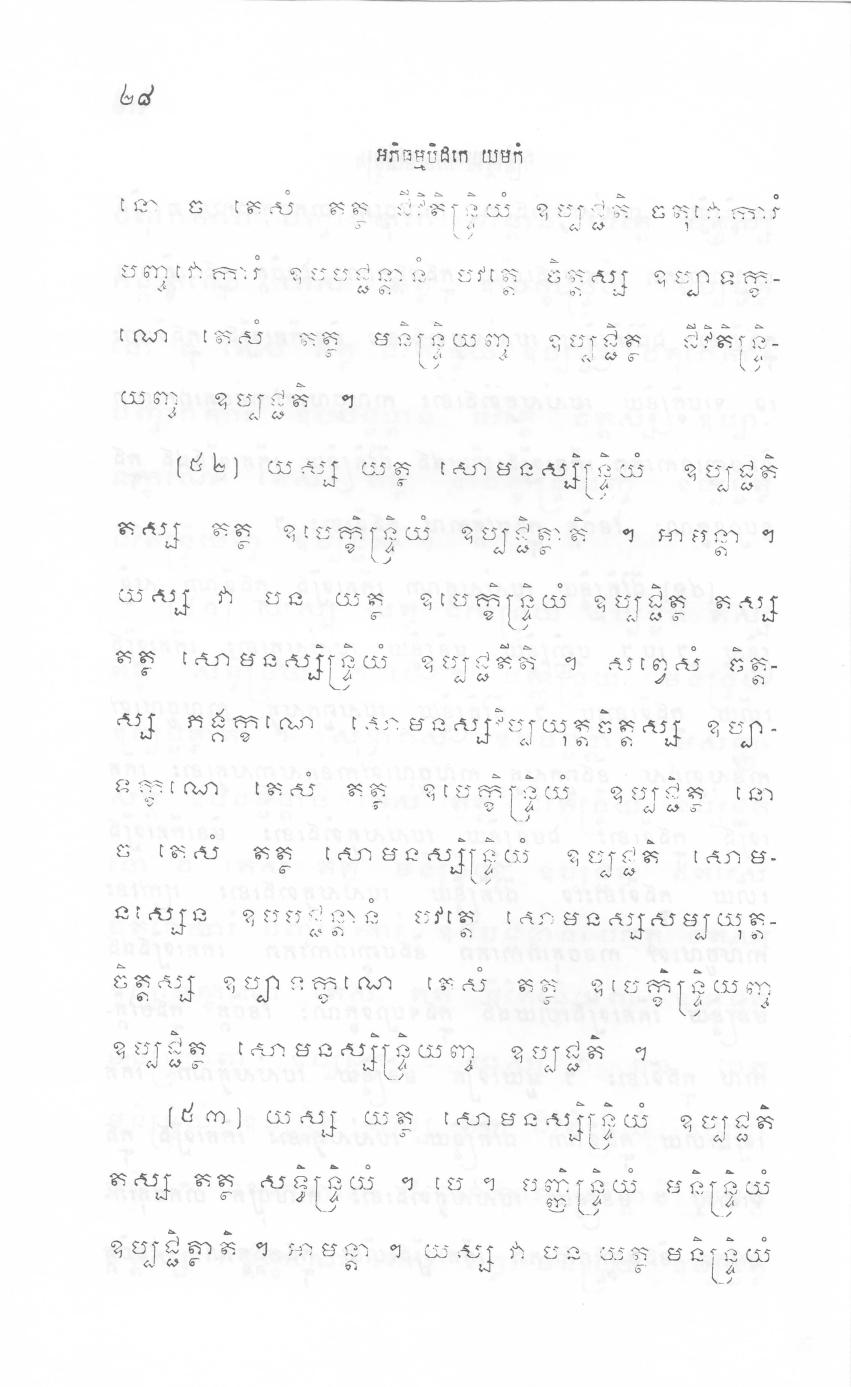 ២៨
អភិធម្មបិដកេ យមកំ
នោ ច តេសំ តត្ថ ជីវិតិន្ទ្រិយំ ឧប្បជ្ជតិ ចតុវោការំ
បញ្ចវោការំ ឧបបជ្ជន្តានំ បវត្តេ ចិត្តស្ស ឧប្បាទក្ខ-
ណេ តេសំ តត្ថ មនិន្ទ្រិយញ្ច ឧប្បជ្ជិត្ថ ជីវិតិន្ទ្រិ-
យញ្ច ឧប្បជ្ជតិ ។
(៥២) យស្ស យត្ថ សោមនស្សិន្ទ្រិយំ ឧប្បជ្ជតិ
តស្ស តត្ថ ឧបេក្ខិន្ទ្រិយំ ឧប្បជ្ជិត្ថាតិ ។ អាមន្តា ។
យស្ស វា បន យត្ថ ឧបេក្ខិន្ទ្រិយំ ឧប្បជ្ជិត្ថ តស្ស
តត្ថ សោមនស្សិន្ទ្រិយំ ឧប្បជ្ជតីតិ ។ សព្វេសំ ចិត្ត-
ស្ស ភង្គក្ខណេ សោមនស្សវិប្បយុត្តចិត្តស្ស ឧប្បា-
ទក្ខណេ តេសំ តត្ថ ឧបេក្ខិន្ទ្រិយំ ឧប្បជ្ជិត្ថ នោ
ច តេសំ តត្ថ សោមនស្សិន្ទ្រិយំ ឧប្បជ្ជតិ សោម-
នស្សេន ឧបបជ្ជន្តានំ បវត្តេ សោមនស្សសម្បយុត្ត-
ចិត្តស្ស ឧប្បាទក្ខណេ តេសំ តត្ថ ឧបេក្ខិន្ទ្រិយញ្ច
ឧប្បជ្ជិត្ថ សោមនស្សិន្ទ្រិយញ្ច ឧប្បជ្ជតិ ។
(៥៣) យស្ស យត្ថ សោមនស្សិន្ទ្រិយំ ឧប្បជ្ជតិ
តស្ស តត្ថ សទ្ធិន្ទ្រិយំ ។ បេ ។ បញ្ញិន្ទ្រិយំ មនិន្ទ្រិយំ
ឧប្បជ្ជិត្ថាតិ ។ អាមន្តា ។ យស្ស វា បន យត្ថ មនិន្ទ្រិយំ